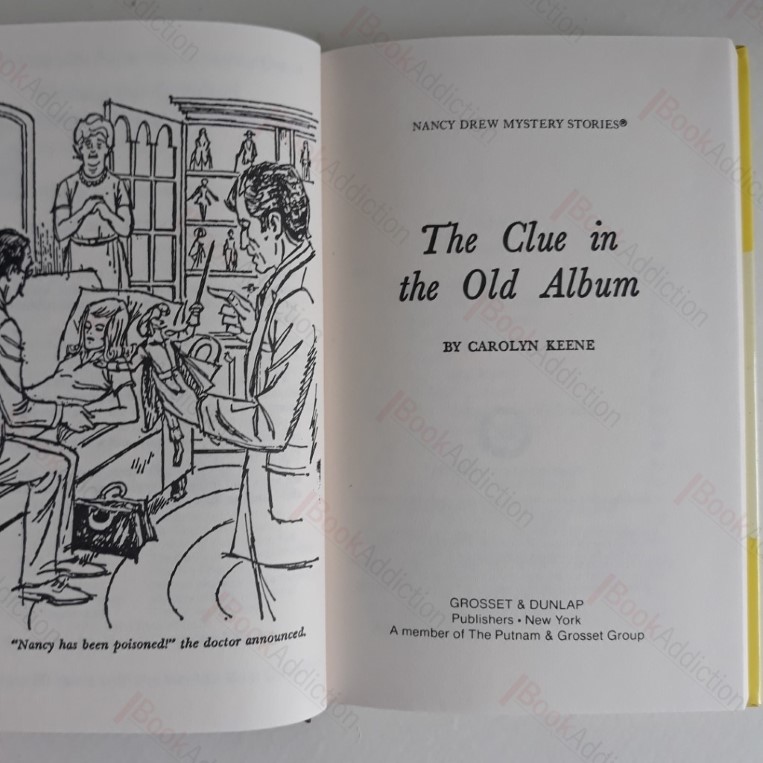 "Nancy has been poisoned!" the doctor announced.
NANCY DREW MYSTERY STORIES®
The Clue in
the Old Album
BY CAROLYN KEENE
GROSSET & DUNLAP
Publishers • New York
A member of The Putnam & Grosset Group
BookAddiction